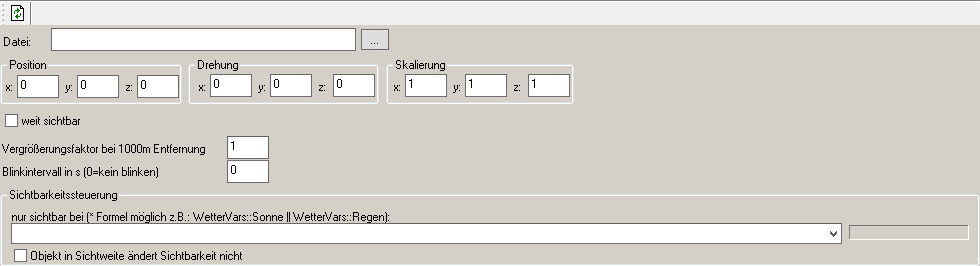 Datei: ...
Position Drehung Skalierung
x: 0 y: 0 z: 0 x: 0 y: 0 z: 0 x: 1 y: 1 z: 1
weit sichtbar
Vergrößerungsfaktor bei 1000m Entfernung 1
Blinkintervall in s (0=kein blinken) 0
Sichtbarkeitssteuerung
nur sichtbar bei (* Formel möglich z.B.: WetterVars::Sonne || WetterVars::Regen):
Objekt in Sichtweite ändert Sichtbarkeit nicht